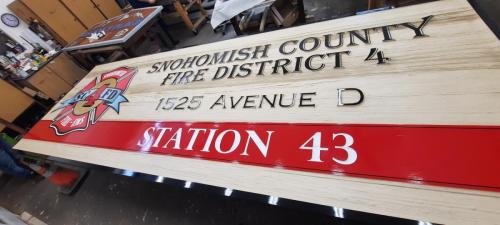 SNOHOMISH COUNTY
FIRE DISTRICT 4
1525 AVENUE D
STATION 43